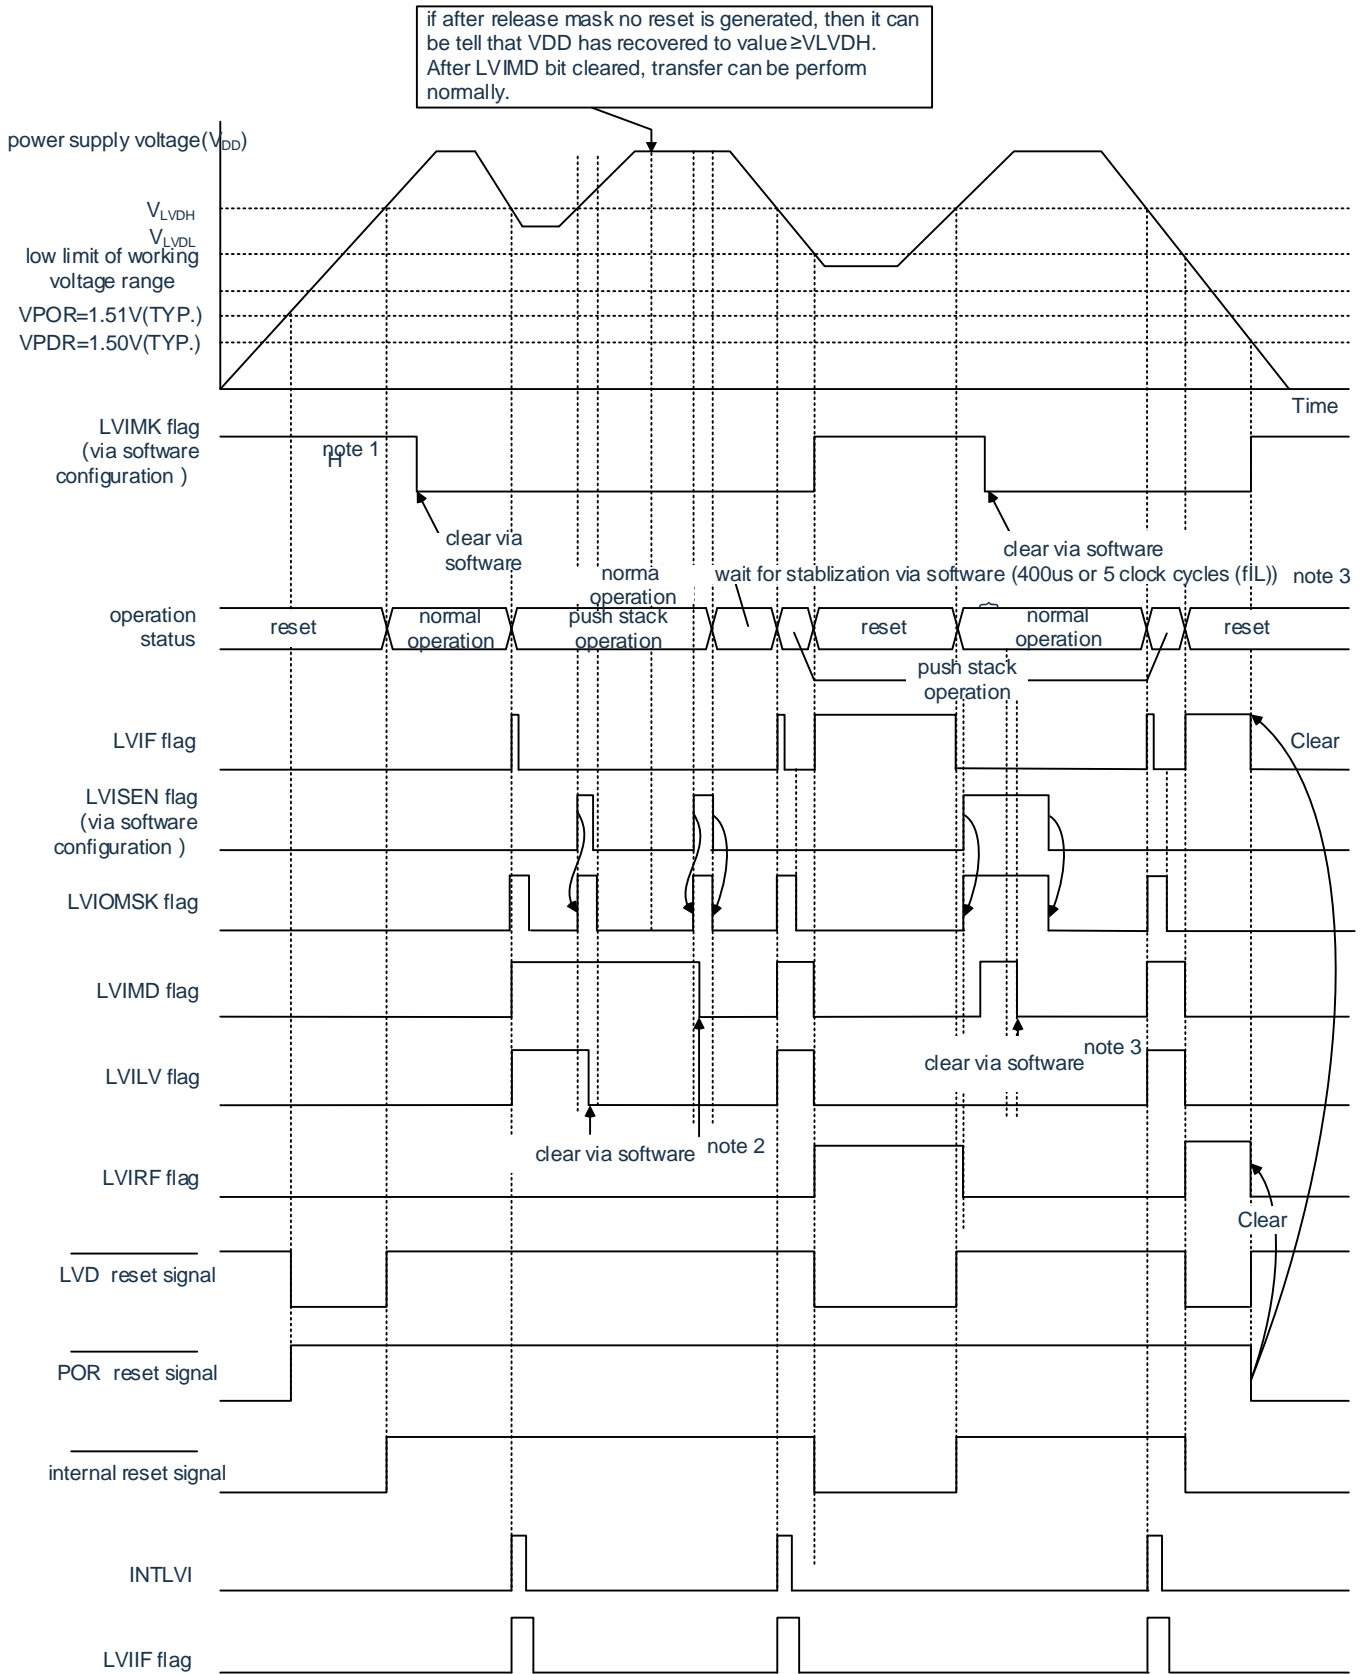 if after release mask no reset is generated, then it can
be tell that VDD has recovered to value≥VLVDH.
After LVIMD bit cleared, transfer can be perform
normally.
power supply voltage(VDD)
VLVDH
VLVDL
low limit of working
voltage range
VPOR=1.51V(TYP.)
VPDR=1.50V(TYP.)
Time
LVIMK flag
(via software
configuration )
note 1
H
clear via
software
clear via software
norma
operation
wait for stablization via software (400us or 5 clock cycles (fIL))
note 3
operation
status
reset
normal
operation
push stack
operation
reset
normal
operation
reset
push stack
operation
LVIF flag
Clear
LVISEN flag
(via software
configuration )
LVIOMSK flag
LVIMD flag
note 3
clear via software
LVILV flag
clear via software
note 2
LVIRF flag
Clear
LVD reset signal
POR reset signal
internal reset signal
INTLVI
LVIIF flag